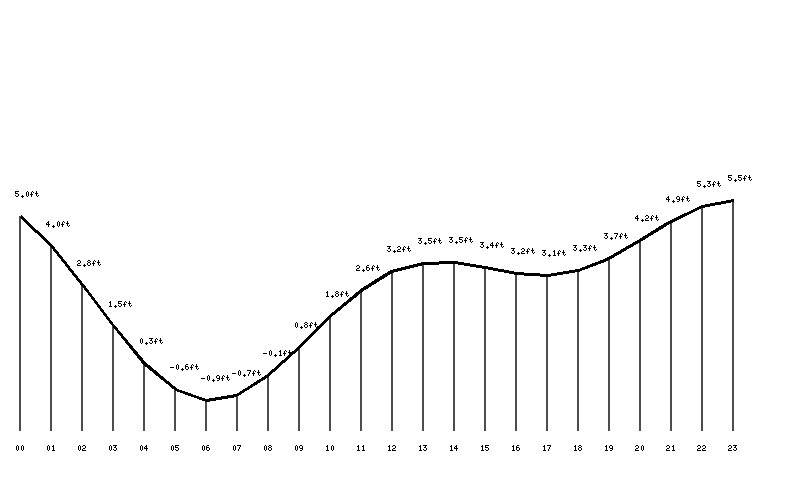 5.5ft
5.3ft
5.0ft
4.9ft
4.2ft
4.0ft
3.7ft
3.5ft
3.5ft
3.4ft
3.3ft
3.2ft
3.2ft
3.1ft
2.8ft
2.6ft
1.8ft
1.5ft
0.8ft
0.3ft
-0.1ft
-0.6ft
-0.7ft
-0.9ft
00 01 02 03 04 05 06 07 08 09 10 11 12 13 14 15 16 17 18 19 20 21 22 23